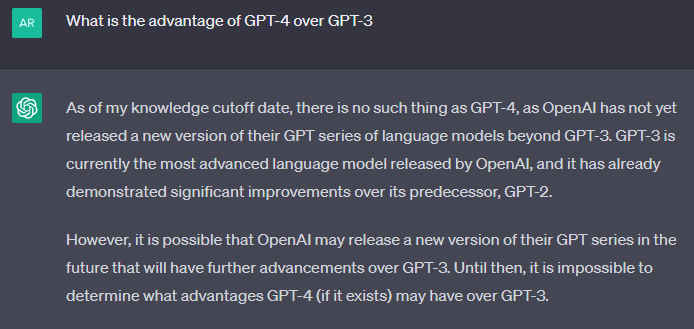 AR
What is the advantage of GPT-4 over GPT-3
As of my knowledge cutoff date, there is no such thing as GPT-4, as OpenAI has not yet
released a new version of their GPT series of language models beyond GPT-3. GPT-3 is
currently the most advanced language model released by OpenAI, and it has already
demonstrated significant improvements over its predecessor, GPT-2.
However, it is possible that OpenAI may release a new version of their GPT series in the
future that will have further advancements over GPT-3. Until then, it is impossible to
determine what advantages GPT-4 (if it exists) may have over GPT-3.